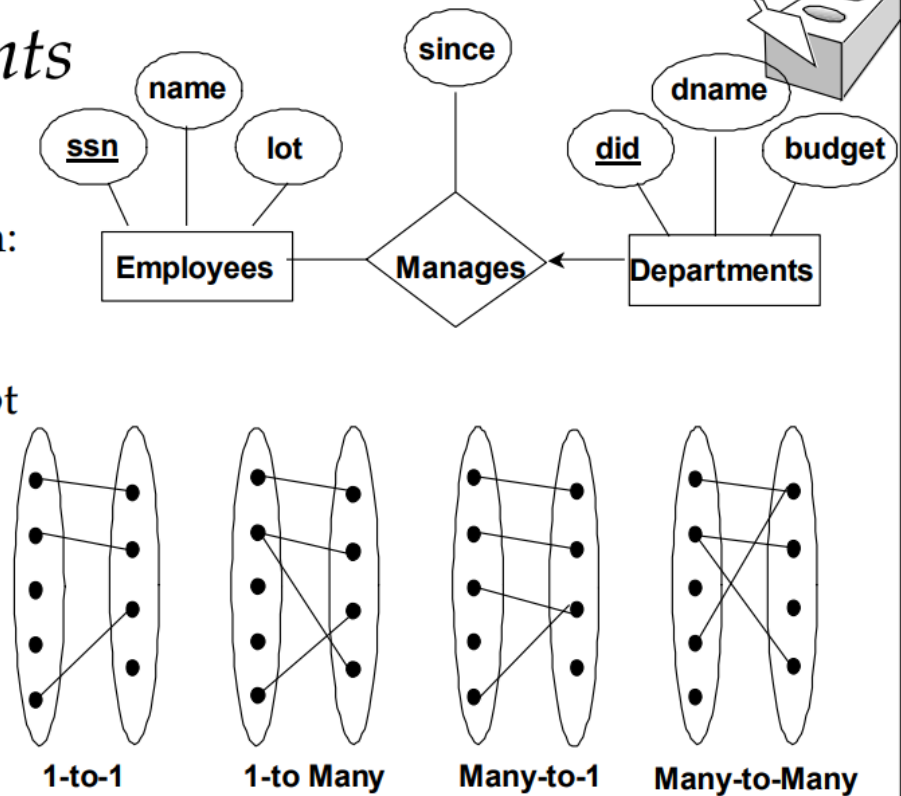 nts
since
name
dname
ssn
lot
did
budget
:
Employees
Manages
Departments
t
1-to-1
1-to Many
Many-to-1
Many-to-Many